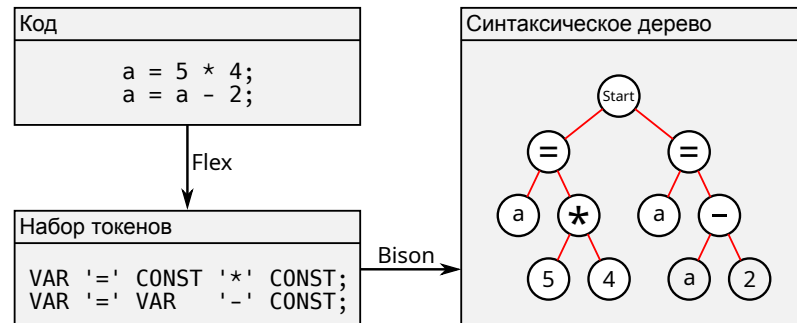 Код
a = 5 * 4;
a = a - 2;
Flex
Набор токенов
VAR '=' CONST '*' CONST;
VAR '=' VAR '-' CONST;
Bison
Синтаксическое дерево
Start
= =
a * a -
5 4 a 2